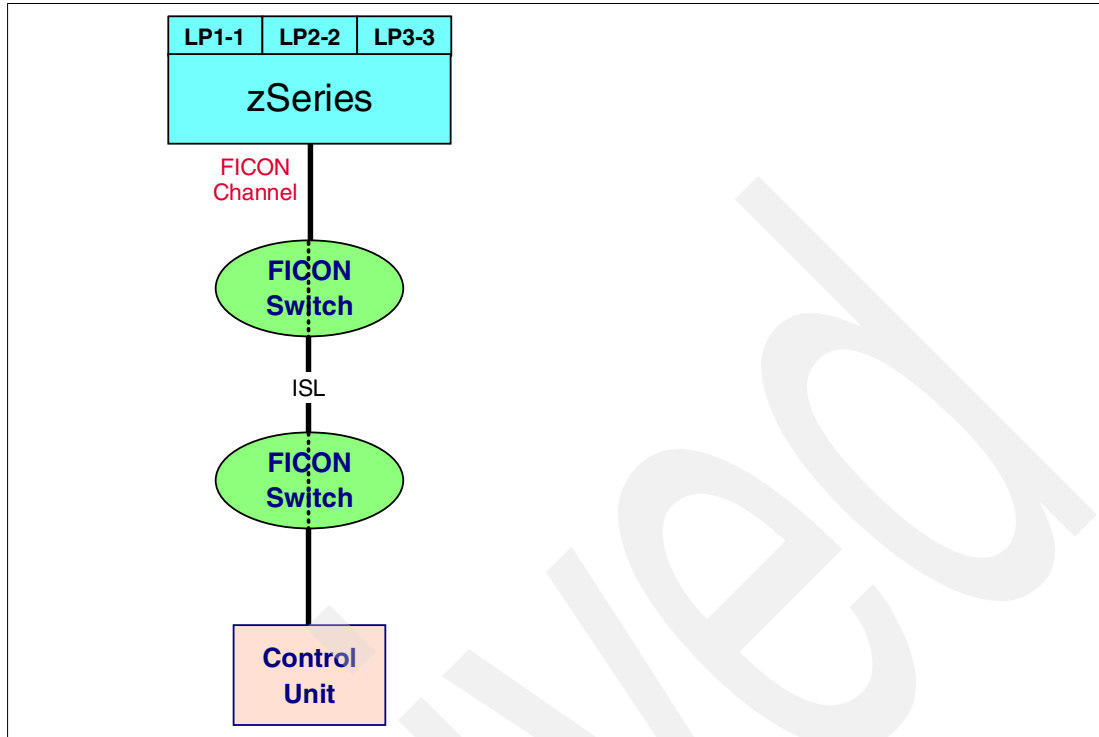 LP1-1 LP2-2 LP3-3
zSeries
FICON
Channel
FICON
Switch
ISL
FICON
Switch
Control
Unit